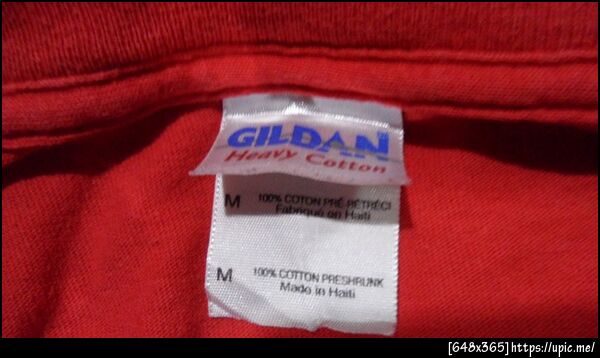 GILDAN
Heavy Cotton
M 100% COTON PRÉ-RÉTRÉCI
Fabriqué en Haiti
M 100% COTTON PRESHRUNK
Made in Haiti
[648x365]https://upic.me/